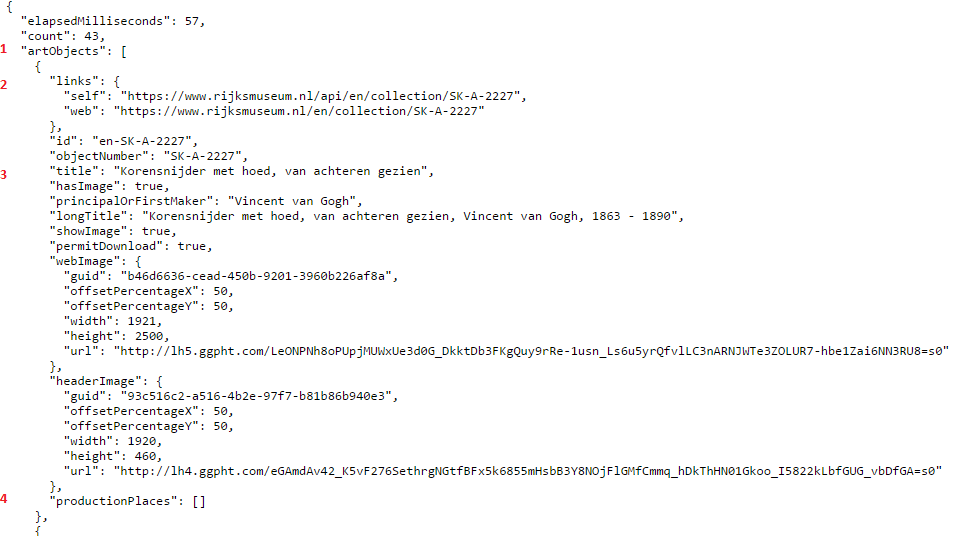 {
"elapsedMilliseconds": 57,
"count": 43,
1 "artObjects": [
{
2 "links": {
"self": "https://www.rijksmuseum.nl/api/en/collection/SK-A-2227",
"web": "https://www.rijksmuseum.nl/en/collection/SK-A-2227"
},
"id": "en-SK-A-2227",
"objectNumber": "SK-A-2227",
3 "title": "Korensnijder met hoed, van achteren gezien",
"hasImage": true,
"principalOrFirstMaker": "Vincent van Gogh",
"longTitle": "Korensnijder met hoed, van achteren gezien, Vincent van Gogh, 1863 - 1890",
"showImage": true,
"permitDownload": true,
"webImage": {
"guid": "b46d6636-cead-450b-9201-3960b226af8a",
"offsetPercentageX": 50,
"offsetPercentageY": 50,
"width": 1921,
"height": 2500,
"url": "http://lh5.ggpht.com/LeONPNh8oPUpjMUWxUe3d0G_DkktDb3FKgQuy9rRe-1usn_Ls6u5yrQfvlLC3nARNJWTe3ZOLUR7-hbe1Zai6NN3RU8=s0"
},
"headerImage": {
"guid": "93c516c2-a516-4b2e-97f7-b81b86b940e3",
"offsetPercentageX": 50,
"offsetPercentageY": 50,
"width": 1920,
"height": 460,
"url": "http://lh4.ggpht.com/eGAmdAv42_K5vF276SethrgNGtfBFx5k6855mHsbB3Y8NOjFlGMfCmmq_hDkThHN01Gkoo_I5822kLbfGUG_vbDfGA=s0"
},
4 "productionPlaces": []
},
{